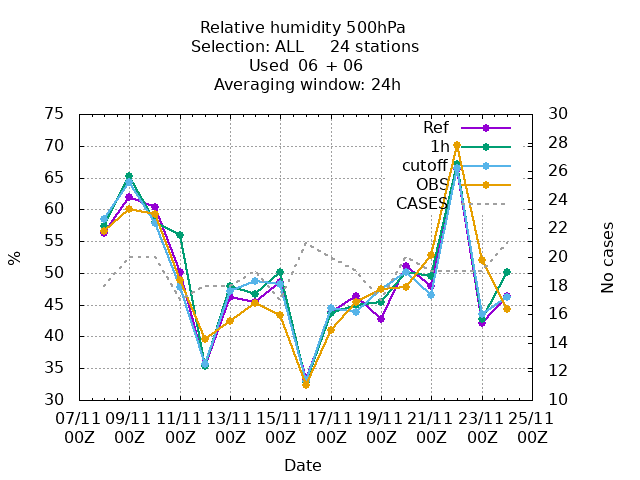 Relative humidity 500hPa
Selection: ALL 24 stations
Used 06 + 06
Averaging window: 24h
75 30
70 28
65 26
60 24
55 22
50 20
45 18
40 16
35 14
30 12
10
Ref
1h
cutoff
OBS
CASES
%
No cases
07/11 09/11 11/11 13/11 15/11 17/11 19/11 21/11 23/11 25/11
00Z 00Z 00Z 00Z 00Z 00Z 00Z 00Z 00Z 00Z
Date